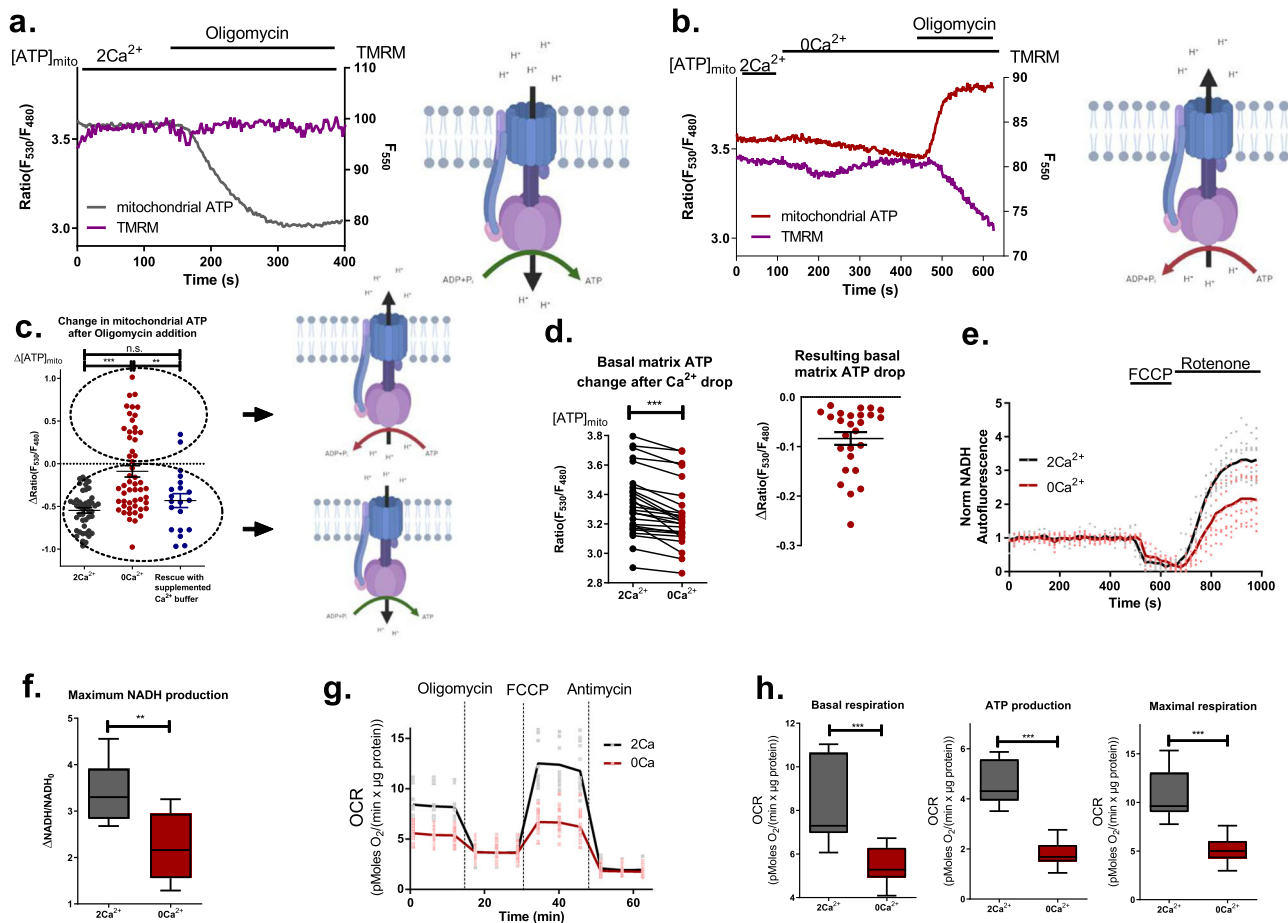 a.
Oligomycin
[ATP]mito
2Ca²⁺
TMRM
110
100
90
80
3.5
3.0
Ratio(F530/F480)
F550
mitochondrial ATP
TMRM
0 100 200 300 400
Time (s)
H⁺ H⁺
H⁺ H⁺
H⁺
ADP+Pi ATP
H⁺ H⁺
H⁺ H⁺
b.
Oligomycin
0Ca²⁺
[ATP]mito
2Ca²⁺
TMRM
90
85
80
75
70
3.5
3.0
Ratio(F530/F480)
F550
mitochondrial ATP
TMRM
0 100 200 300 400 500 600
Time (s)
H⁺ H⁺
H⁺ H⁺
H⁺
ADP+Pi ATP
H⁺ H⁺
H⁺ H⁺
c.
Change in mitochondrial ATP
after Oligomycin addition
n.s.
Δ[ATP]mito
*** **
1.0
0.5
0.0
-0.5
-1.0
ΔRatio(F530/F480)
2Ca²⁺ 0Ca²⁺ Rescue with
supplemented
Ca²⁺ buffer
H⁺ H⁺
H⁺ H⁺
ADP+Pi ATP
H⁺ H⁺
H⁺ H⁺
H⁺ H⁺
H⁺ H⁺
ADP+Pi ATP
H⁺ H⁺
H⁺ H⁺
d.
Basal matrix ATP
change after Ca²⁺ drop
***
[ATP]mito
3.8
3.6
3.4
3.2
3.0
2.8
Ratio(F530/F480)
2Ca²⁺ 0Ca²⁺
Resulting basal
matrix ATP drop
0.0
-0.1
-0.2
-0.3
ΔRatio(F530/F480)
e.
FCCP
Rotenone
5
4
3
2
1
0
Norm NADH
Autofluorescence
2Ca²⁺
0Ca²⁺
0 200 400 600 800 1000
Time (s)
f.
Maximum NADH production
**
5
4
3
2
1
ΔNADH/NADH₀
2Ca²⁺ 0Ca²⁺
g.
Oligomycin FCCP Antimycin
15
10
5
0
OCR
(pMoles O₂/(min x µg protein))
2Ca
0Ca
0 20 40 60
Time (min)
h.
Basal respiration
***
12
10
8
6
4
OCR
(pMoles O₂/(min x µg protein))
2Ca²⁺ 0Ca²⁺
ATP production
***
6
4
2
0
OCR
(pMoles O₂/(min x µg protein))
2Ca²⁺ 0Ca²⁺
Maximal respiration
***
15
10
5
0
OCR
(pMoles O₂/(min x µg protein))
2Ca²⁺ 0Ca²⁺